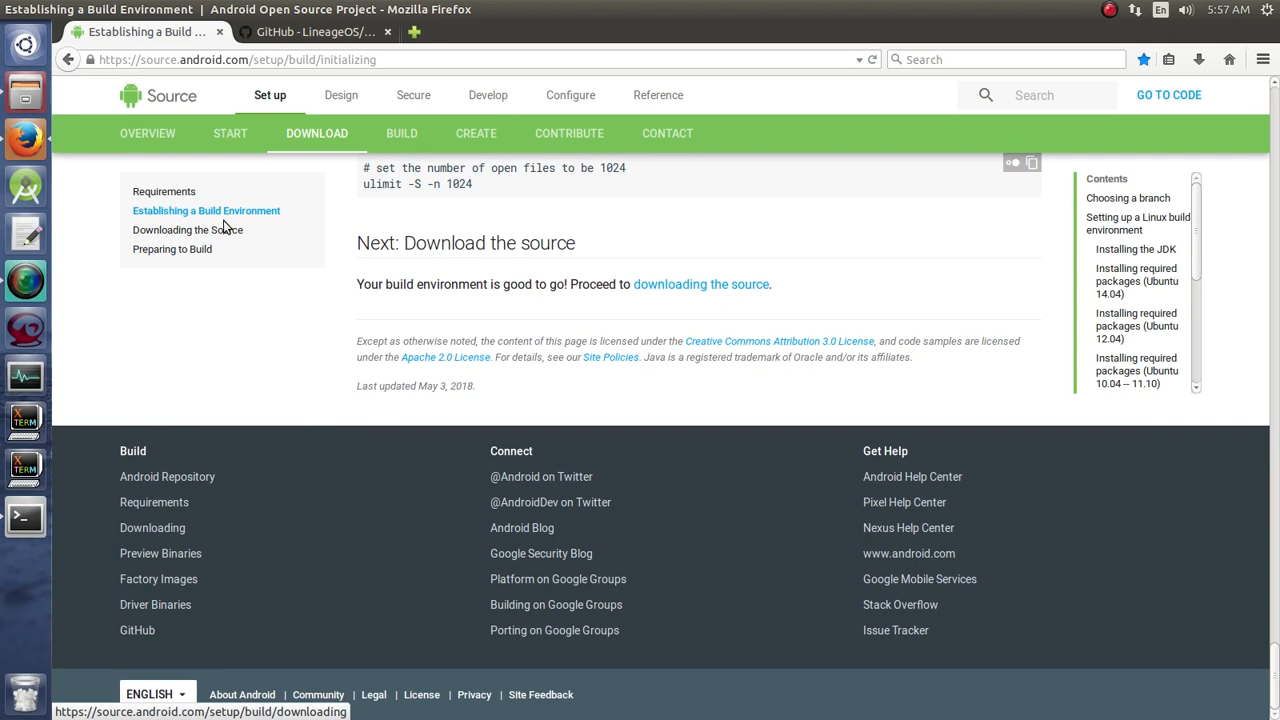 Establishing a Build Environment | Android Open Source Project - Mozilla Firefox
En
5:57 AM
Establishing a Build ...
GitHub - LineageOS/...
https://source.android.com/setup/build/initializing
Search
Source
Set up
Design
Secure
Develop
Configure
Reference
Search
GO TO CODE
OVERVIEW
START
DOWNLOAD
BUILD
CREATE
CONTRIBUTE
CONTACT
# set the number of open files to be 1024
ulimit -S -n 1024
Requirements
Establishing a Build Environment
Downloading the Source
Preparing to Build
Next: Download the source
Your build environment is good to go! Proceed to downloading the source.
Except as otherwise noted, the content of this page is licensed under the Creative Commons Attribution 3.0 License, and code samples are licensed
under the Apache 2.0 License. For details, see our Site Policies. Java is a registered trademark of Oracle and/or its affiliates.
Last updated May 3, 2018.
Contents
Choosing a branch
Setting up a Linux build
environment
Installing the JDK
Installing required
packages (Ubuntu
14.04)
Installing required
packages (Ubuntu
12.04)
Installing required
packages (Ubuntu
10.04 -- 11.10)
X
TERM
X
TERM
Build
Android Repository
Requirements
Downloading
Preview Binaries
Factory Images
Driver Binaries
GitHub
Connect
@Android on Twitter
@AndroidDev on Twitter
Android Blog
Google Security Blog
Platform on Google Groups
Building on Google Groups
Porting on Google Groups
Get Help
Android Help Center
Pixel Help Center
Nexus Help Center
www.android.com
Google Mobile Services
Stack Overflow
Issue Tracker
ENGLISH
About Android | Community | Legal | License | Privacy | Site Feedback
https://source.android.com/setup/build/downloading